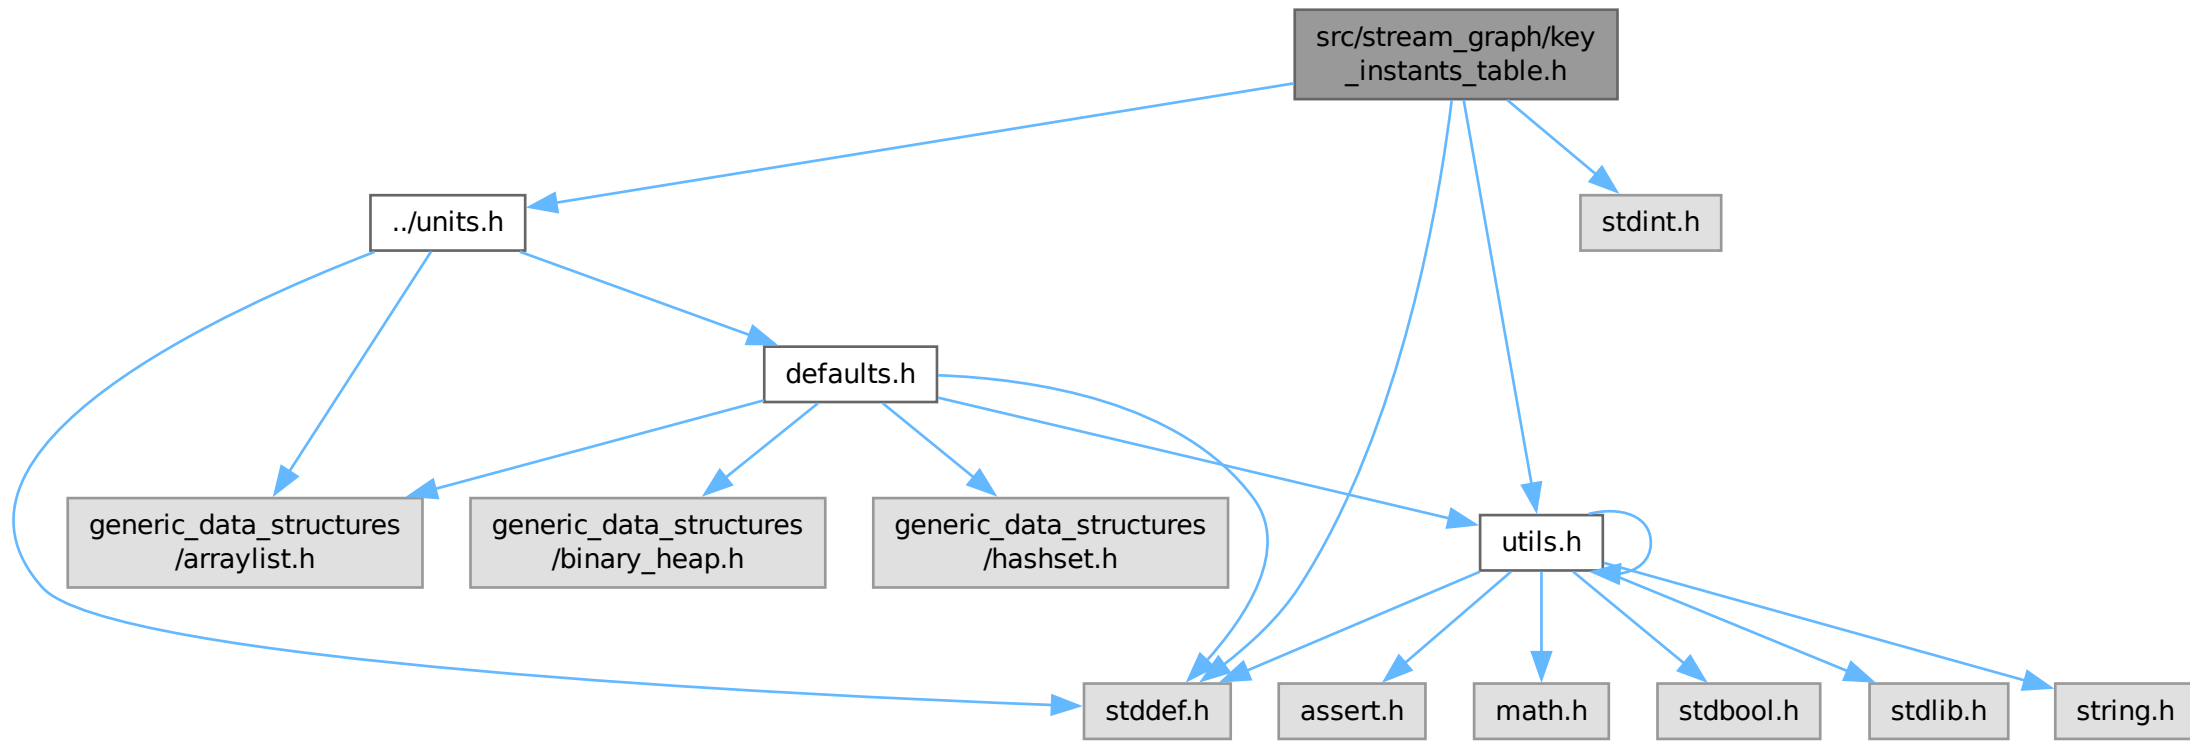 src/stream_graph/key
_instants_table.h
../units.h
stdint.h
defaults.h
generic_data_structures
/arraylist.h
generic_data_structures
/binary_heap.h
generic_data_structures
/hashset.h
utils.h
stddef.h
assert.h
math.h
stdbool.h
stdlib.h
string.h